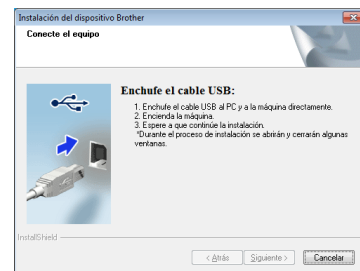 Instalación del dispositivo Brother
Conecte el equipo
Enchufe el cable USB:
1. Enchufe el cable USB al PC y a la máquina directamente.
2. Encienda la máquina.
3. Espere a que continúe la instalación.
*Durante el proceso de instalación se abrirán y cerrarán algunas
ventanas.
InstallShield
< Atrás
Siguiente >
Cancelar